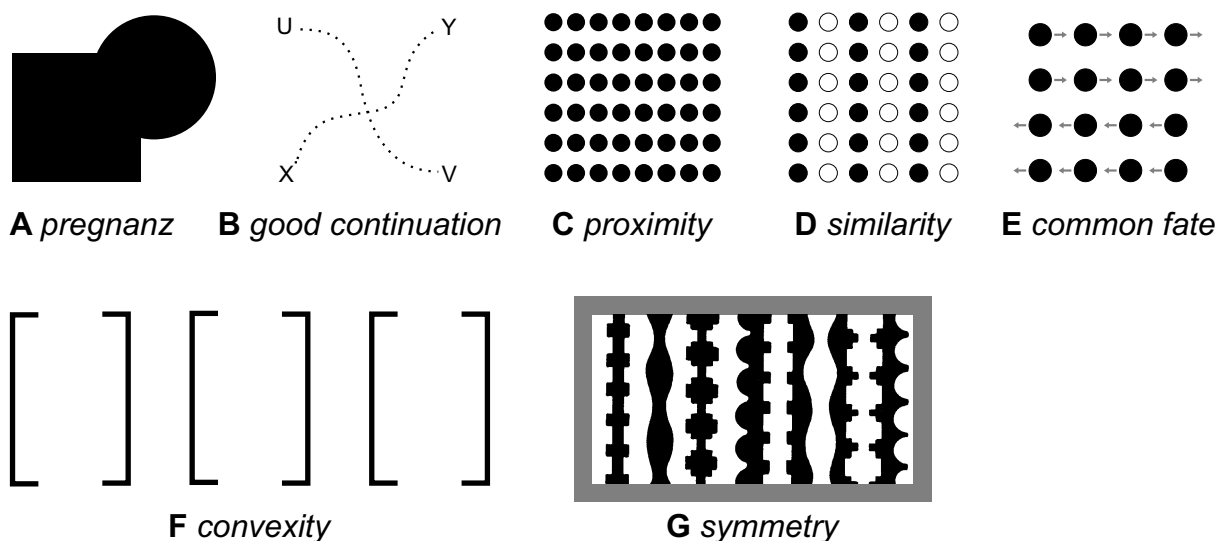 U Y
X V
A pregnanz B good continuation C proximity D similarity E common fate
F convexity G symmetry